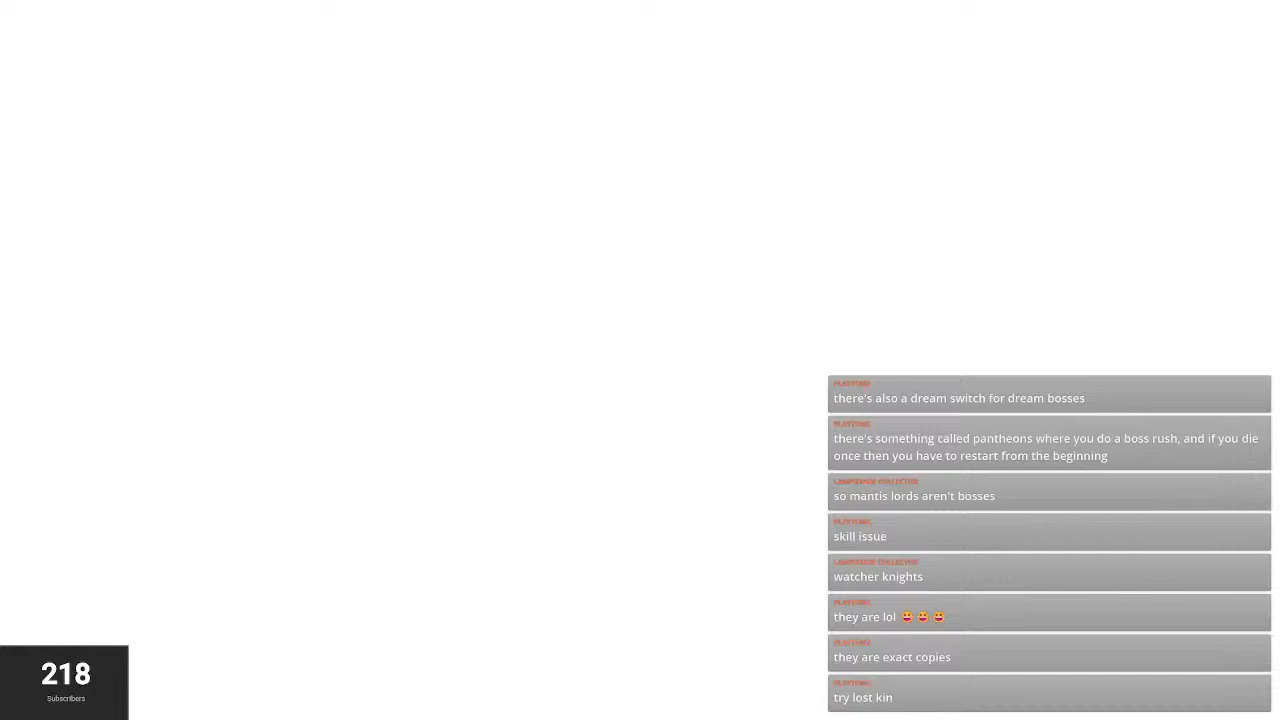 there's also a dream switch for dream bosses
there's something called pantheons where you do a boss rush, and if you die
once then you have to restart from the beginning
so mantis lords aren't bosses
skill issue
watcher knights
they are lol 😀 😀 😀
they are exact copies
try lost kin
218
Subscribers